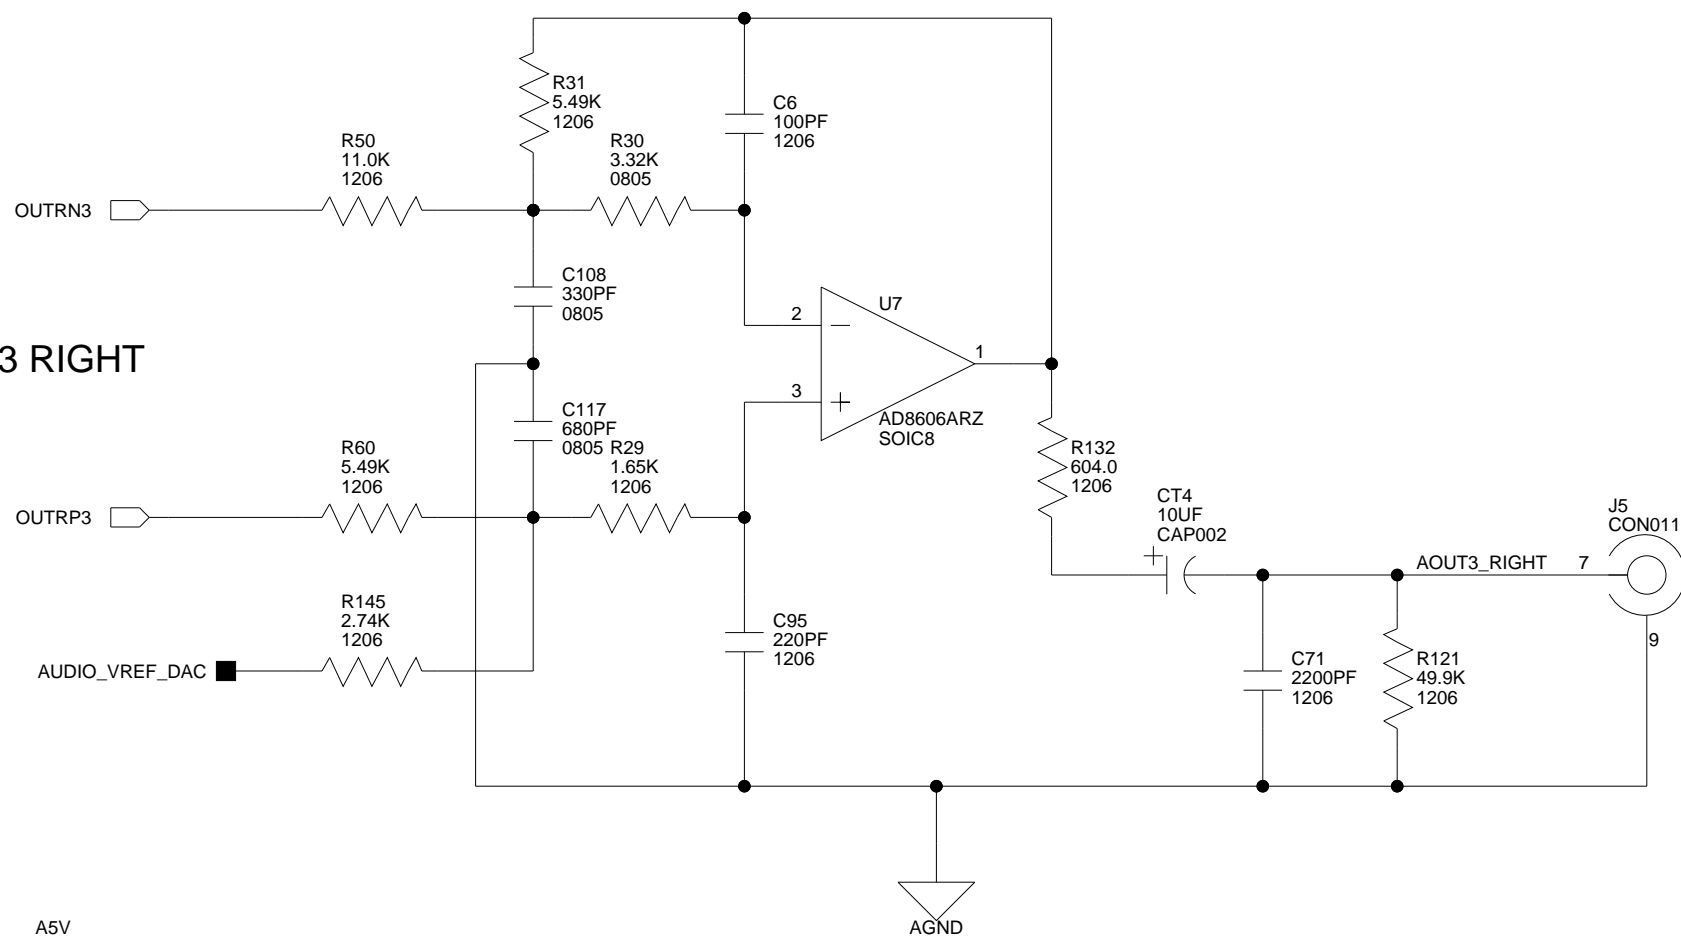 R31
5.49K
1206
C6
100PF
1206
R50
11.0K
1206
R30
3.32K
0805
OUTRN3
C108
330PF
0805
2
U7
3 RIGHT
1
3
AD8606ARZ
SOIC8
C117
680PF
0805
R60
5.49K
1206
R29
1.65K
1206
R132
604.0
1206
OUTRP3
CT4
10UF
CAP002
J5
CON011
AOUT3_RIGHT 7
R145
2.74K
1206
C95
220PF
1206
9
AUDIO_VREF_DAC
C71
2200PF
1206
R121
49.9K
1206
A5V
AGND